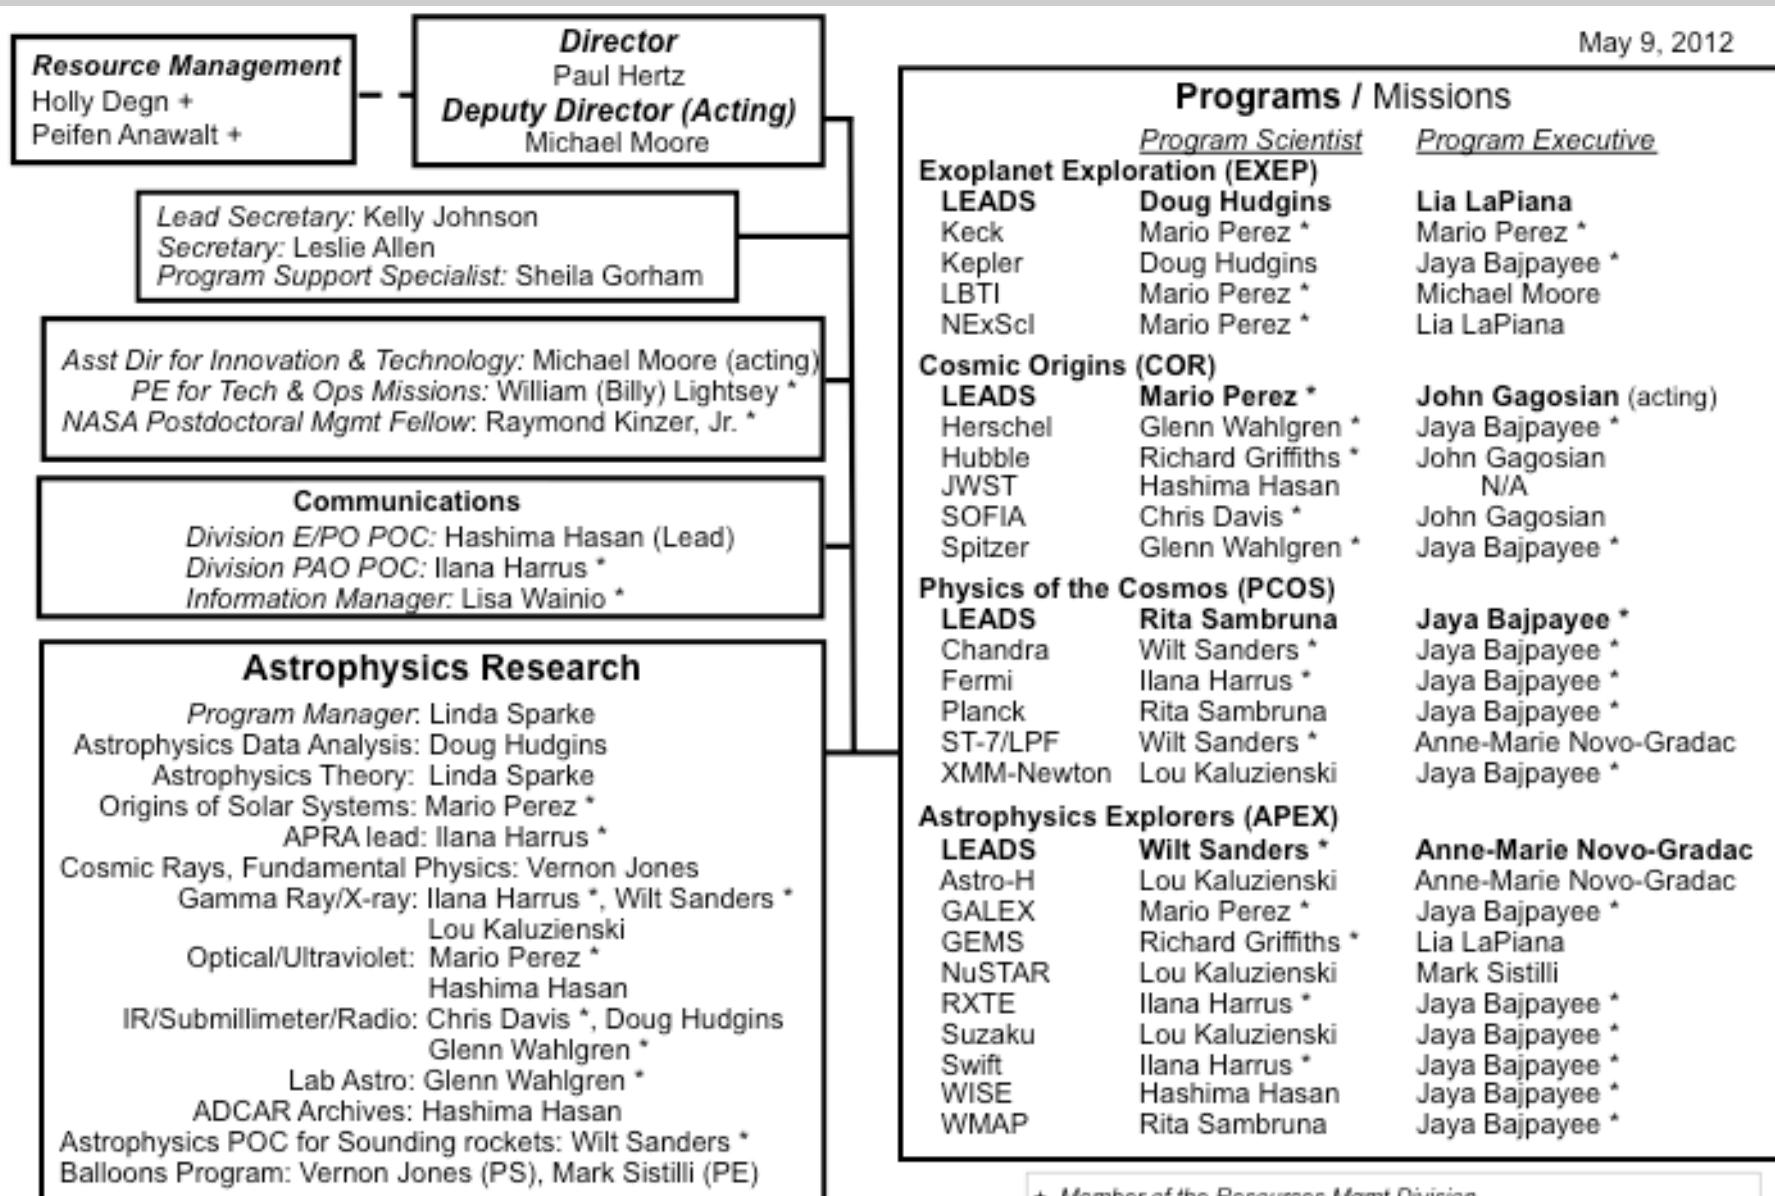 May 9, 2012
Resource Management
Holly Degn +
Peifen Anawalt +
Director
Paul Hertz
Deputy Director (Acting)
Michael Moore
Lead Secretary: Kelly Johnson
Secretary: Leslie Allen
Program Support Specialist: Sheila Gorham
Asst Dir for Innovation & Technology: Michael Moore (acting)
PE for Tech & Ops Missions: William (Billy) Lightsey *
NASA Postdoctoral Mgmt Fellow: Raymond Kinzer, Jr. *
Communications
Division E/PO POC: Hashima Hasan (Lead)
Division PAO POC: Ilana Harrus *
Information Manager: Lisa Wainio *
Astrophysics Research
Program Manager: Linda Sparke
Astrophysics Data Analysis: Doug Hudgins
Astrophysics Theory: Linda Sparke
Origins of Solar Systems: Mario Perez *
APRA lead: Ilana Harrus *
Cosmic Rays, Fundamental Physics: Vernon Jones
Gamma Ray/X-ray: Ilana Harrus *, Wilt Sanders *
Lou Kaluzienski
Optical/Ultraviolet: Mario Perez *
Hashima Hasan
IR/Submillimeter/Radio: Chris Davis *, Doug Hudgins
Glenn Wahlgren *
Lab Astro: Glenn Wahlgren *
ADCAR Archives: Hashima Hasan
Astrophysics POC for Sounding rockets: Wilt Sanders *
Balloons Program: Vernon Jones (PS), Mark Sistilli (PE)
Programs / Missions
Program Scientist Program Executive
Exoplanet Exploration (EXEP)
LEADS Doug Hudgins Lia LaPiana
Keck Mario Perez * Mario Perez *
Kepler Doug Hudgins Jaya Bajpayee *
LBTI Mario Perez * Michael Moore
NExScI Mario Perez * Lia LaPiana
Cosmic Origins (COR)
LEADS Mario Perez * John Gagosian (acting)
Herschel Glenn Wahlgren * Jaya Bajpayee *
Hubble Richard Griffiths * John Gagosian
JWST Hashima Hasan N/A
SOFIA Chris Davis * John Gagosian
Spitzer Glenn Wahlgren * Jaya Bajpayee *
Physics of the Cosmos (PCOS)
LEADS Rita Sambruna Jaya Bajpayee *
Chandra Wilt Sanders * Jaya Bajpayee *
Fermi Ilana Harrus * Jaya Bajpayee *
Planck Rita Sambruna Jaya Bajpayee *
ST-7/LPF Wilt Sanders * Anne-Marie Novo-Gradac
XMM-Newton Lou Kaluzienski Jaya Bajpayee *
Astrophysics Explorers (APEX)
LEADS Wilt Sanders * Anne-Marie Novo-Gradac
Astro-H Lou Kaluzienski Anne-Marie Novo-Gradac
GALEX Mario Perez * Jaya Bajpayee *
GEMS Richard Griffiths * Lia LaPiana
NuSTAR Lou Kaluzienski Mark Sistilli
RXTE Ilana Harrus * Jaya Bajpayee *
Suzaku Lou Kaluzienski Jaya Bajpayee *
Swift Ilana Harrus * Jaya Bajpayee *
WISE Hashima Hasan Jaya Bajpayee *
WMAP Rita Sambruna Jaya Bajpayee *
+ Member of the Resources Mgmt Division